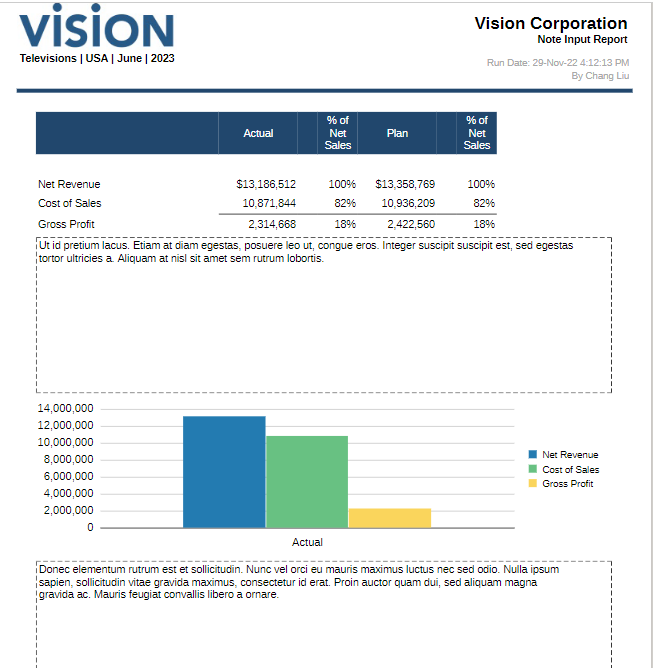 VISION
Vision Corporation
Note Input Report
Televisions | USA | June | 2023
Run Date: 29-Nov-22 4:12:13 PM
By Chang Liu
Actual % of Net Sales Plan % of Net Sales
Net Revenue $13,186,512 100% $13,358,769 100%
Cost of Sales 10,871,844 82% 10,936,209 82%
Gross Profit 2,314,668 18% 2,422,560 18%
Ut id pretium lacus. Etiam at diam egestas, posuere leo ut, congue eros. Integer suscipit suscipit est, sed egestas
tortor ultricies a. Aliquam at nisl sit amet sem rutrum lobortis.
14,000,000
12,000,000
10,000,000
8,000,000
6,000,000
4,000,000
2,000,000
0
Actual
Net Revenue
Cost of Sales
Gross Profit
Donec elementum rutrum est et sollicitudin. Nunc vel orci eu mauris maximus luctus nec sed odio. Nulla ipsum
sapien, sollicitudin vitae gravida maximus, consectetur id erat. Proin auctor quam dui, sed aliquam magna
gravida ac. Mauris feugiat convallis libero a ornare.